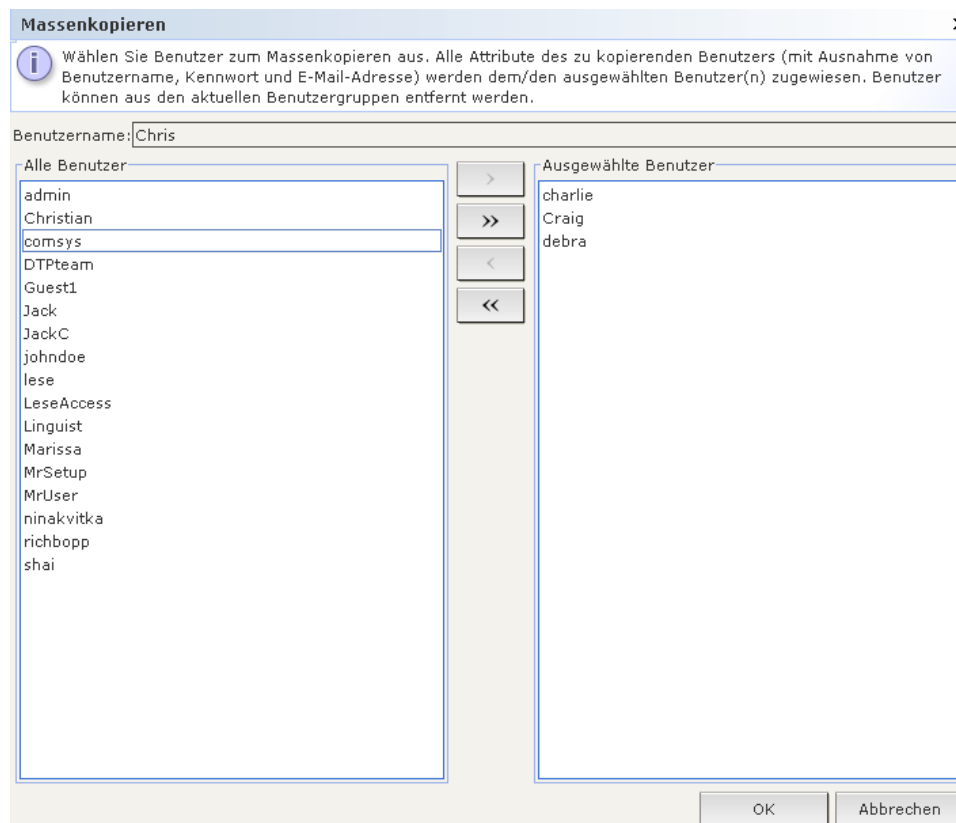 Massenkopieren
Wählen Sie Benutzer zum Massenkopieren aus. Alle Attribute des zu kopierenden Benutzers (mit Ausnahme von
Benutzername, Kennwort und E-Mail-Adresse) werden dem/den ausgewählten Benutzer(n) zugewiesen. Benutzer
können aus den aktuellen Benutzergruppen entfernt werden.
Benutzername: Chris
Alle Benutzer
admin
Christian
comsys
DTPteam
Guest1
Jack
JackC
johndoe
lese
LeseAccess
Linguist
Marissa
MrSetup
MrUser
ninakvitka
richbopp
shai
>
>>
<
<<
Ausgewählte Benutzer
charlie
Craig
debra
OK
Abbrechen